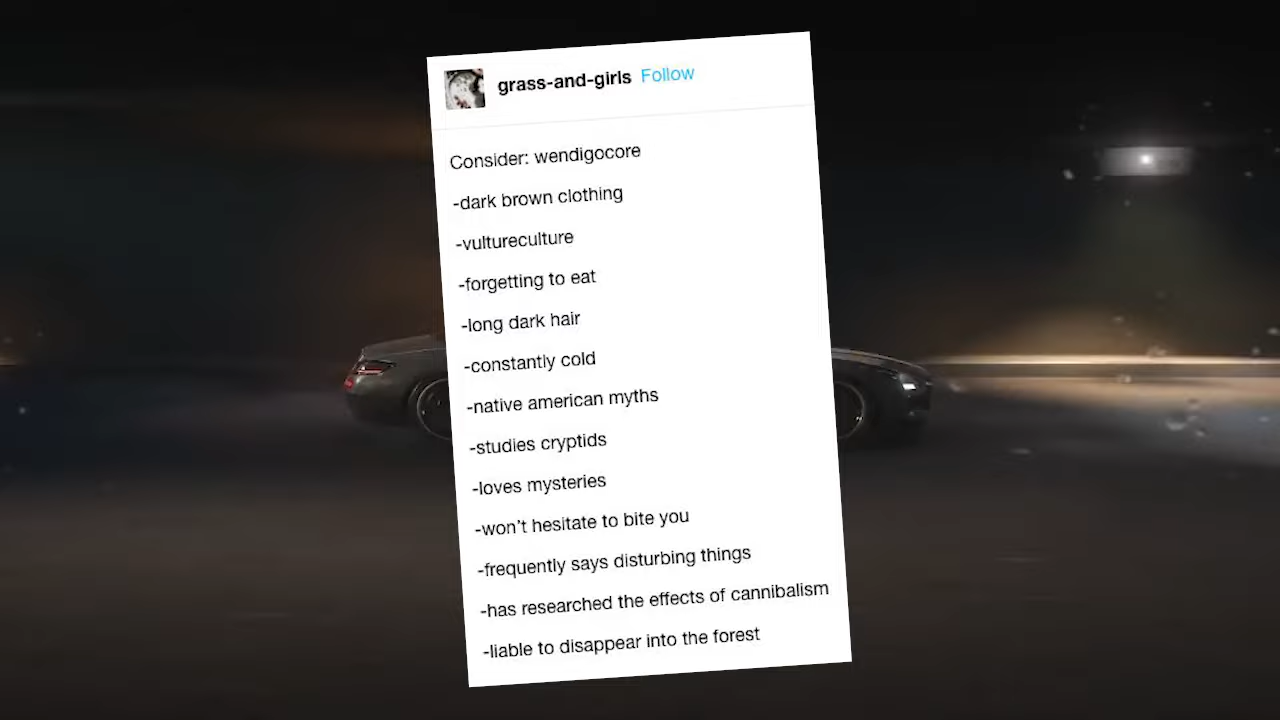 grass-and-girls Follow
Consider: wendigocore
-dark brown clothing
-vultureculture
-forgetting to eat
-long dark hair
-constantly cold
-native american myths
-studies cryptids
-loves mysteries
-won't hesitate to bite you
-frequently says disturbing things
-has researched the effects of cannibalism
-liable to disappear into the forest